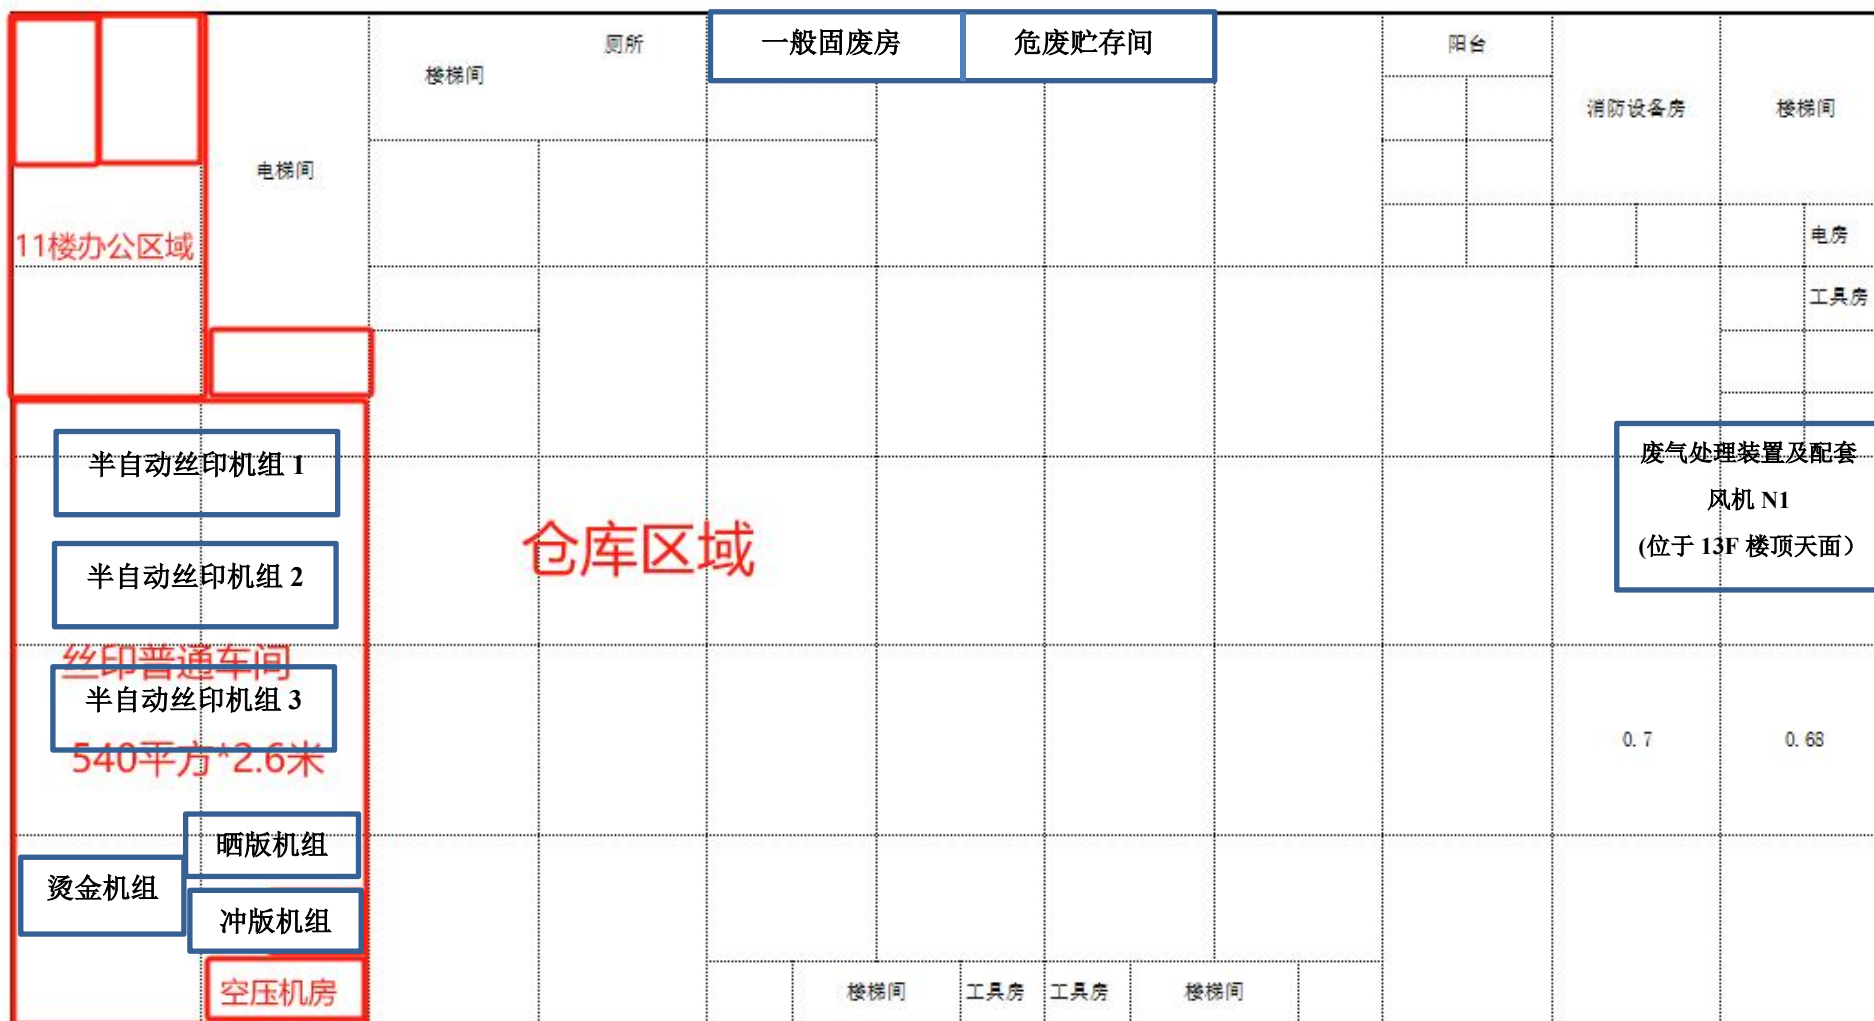 厕所
一般固废房
危废贮存间
阳台
楼梯间
消防设备房
楼梯间
电梯间
11楼办公区域
电房
工具房
半自动丝印机组 1
废气处理装置及配套
风机 N1
(位于 13F 楼顶天面）
仓库区域
半自动丝印机组 2
丝印普通车间
半自动丝印机组 3
540平方*2.6米
0.7
0.68
晒版机组
烫金机组
冲版机组
空压机房
楼梯间
工具房
工具房
楼梯间